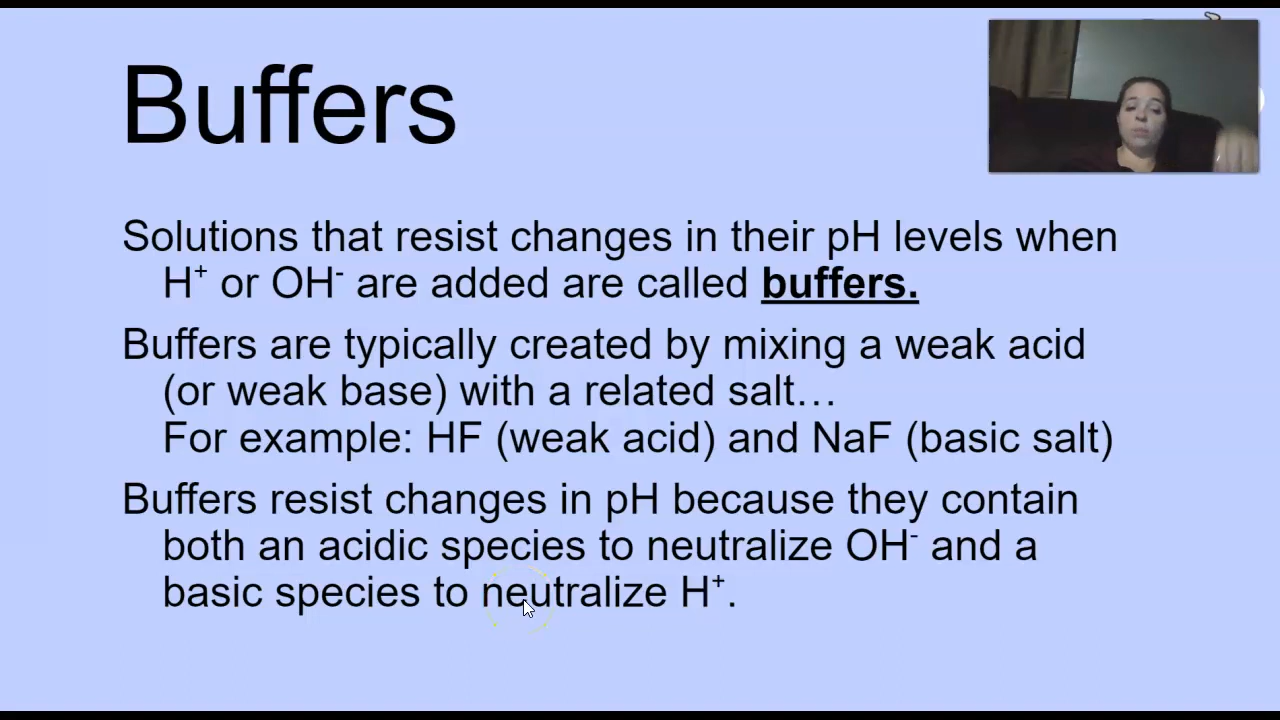 Buffers
Solutions that resist changes in their pH levels when
H⁺ or OH⁻ are added are called buffers.
Buffers are typically created by mixing a weak acid
(or weak base) with a related salt…
For example: HF (weak acid) and NaF (basic salt)
Buffers resist changes in pH because they contain
both an acidic species to neutralize OH⁻ and a
basic species to neutralize H⁺.